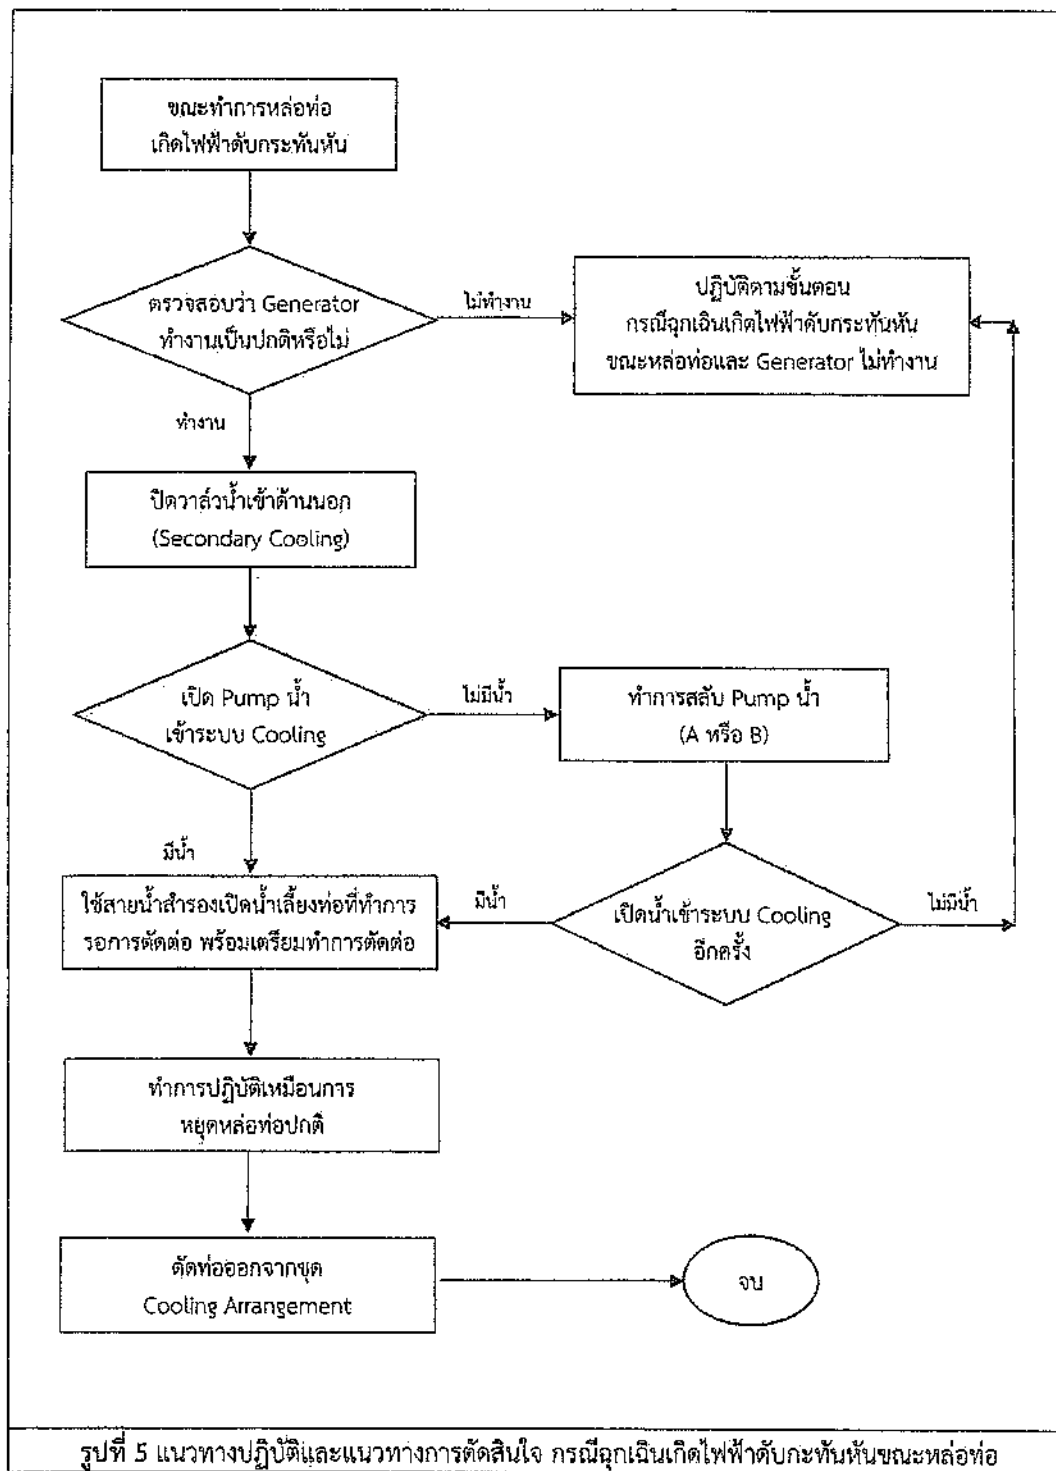 ขณะทำการหล่อท่อ
เกิดไฟฟ้าดับกระทันหัน
ตรวจสอบว่า Generator
ทำงานเป็นปกติหรือไม่
ไม่ทำงาน
ปฏิบัติตามขั้นตอน
กรณีฉุกเฉินเกิดไฟฟ้าดับกระทันหัน
ขณะหล่อท่อและ Generator ไม่ทำงาน
ทำงาน
ปิดวาล์วน้ำเข้าด้านนอก
(Secondary Cooling)
เปิด Pump น้ำ
เข้าระบบ Cooling
ไม่มีน้ำ
ทำการสลับ Pump น้ำ
(A หรือ B)
มีน้ำ
ใช้สายน้ำสำรองเปิดน้ำเลี้ยงท่อที่ทำการ
รอการตัดต่อ พร้อมเตรียมทำการตัดต่อ
มีน้ำ
เปิดน้ำเข้าระบบ Cooling
อีกครั้ง
ไม่มีน้ำ
ทำการปฏิบัติเหมือนการ
หยุดหล่อท่อปกติ
ตัดท่อออกจากชุด
Cooling Arrangement
จบ
รูปที่ 5 แนวทางปฏิบัติและแนวทางการตัดสินใจ กรณีฉุกเฉินเกิดไฟฟ้าดับกะทันหันขณะหล่อท่อ